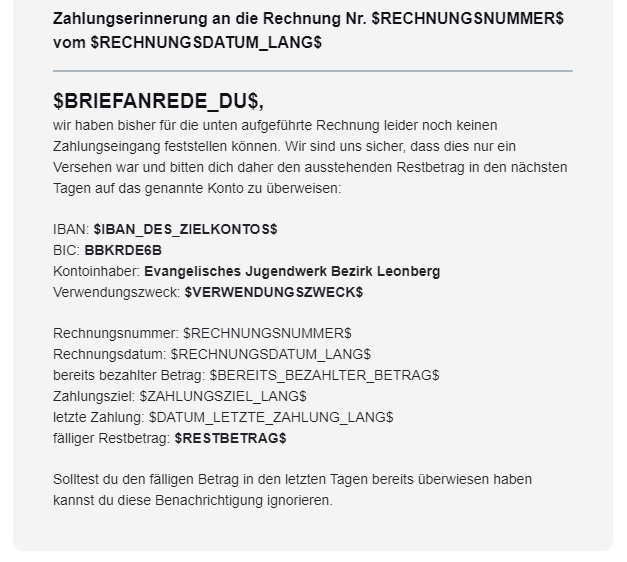 Zahlungserinnerung an die Rechnung Nr. $RECHNUNGSNUMMER$
vom $RECHNUNGSDATUM_LANG$
$BRIEFANREDE_DU$,
wir haben bisher für die unten aufgeführte Rechnung leider noch keinen
Zahlungseingang feststellen können. Wir sind uns sicher, dass dies nur ein
Versehen war und bitten dich daher den ausstehenden Restbetrag in den nächsten
Tagen auf das genannte Konto zu überweisen:
IBAN: $IBAN_DES_ZIELKONTOS$
BIC: BBKRDE6B
Kontoinhaber: Evangelisches Jugendwerk Bezirk Leonberg
Verwendungszweck: $VERWENDUNGSZWECK$
Rechnungsnummer: $RECHNUNGSNUMMER$
Rechnungsdatum: $RECHNUNGSDATUM_LANG$
bereits bezahlter Betrag: $BEREITS_BEZAHLTER_BETRAG$
Zahlungsziel: $ZAHLUNGSZIEL_LANG$
letzte Zahlung: $DATUM_LETZTE_ZAHLUNG_LANG$
fälliger Restbetrag: $RESTBETRAG$
Solltest du den fälligen Betrag in den letzten Tagen bereits überwiesen haben
kannst du diese Benachrichtigung ignorieren.